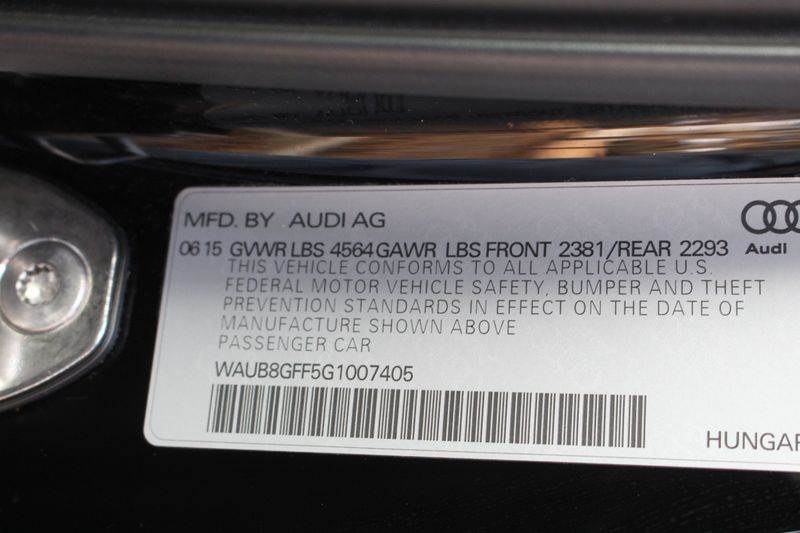 MFD. BY AUDI AG
06 15 GVWR LBS 4564 GAWR LBS FRONT 2381/REAR 2293
Audi
THIS VEHICLE CONFORMS TO ALL APPLICABLE U.S.
FEDERAL MOTOR VEHICLE SAFETY, BUMPER AND THEFT
PREVENTION STANDARDS IN EFFECT ON THE DATE OF
MANUFACTURE SHOWN ABOVE
PASSENGER CAR
WAUB8GFF5G1007405
HUNGAR